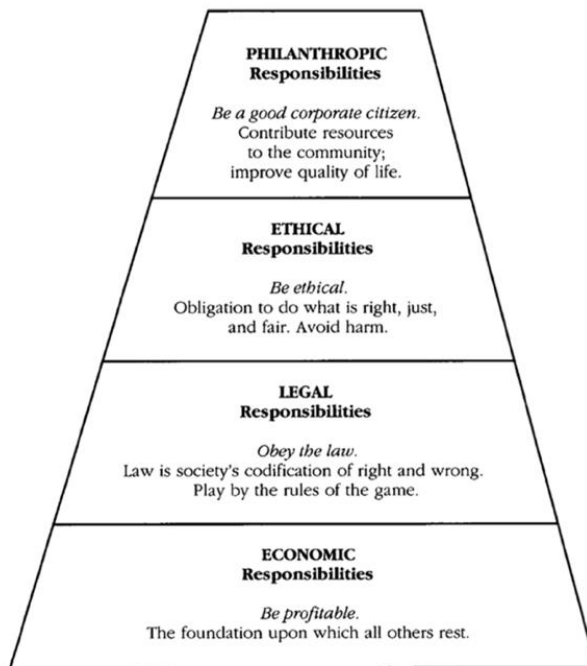 PHILANTHROPIC
Responsibilities
Be a good corporate citizen.
Contribute resources
to the community;
improve quality of life.
ETHICAL
Responsibilities
Be ethical.
Obligation to do what is right, just,
and fair. Avoid harm.
LEGAL
Responsibilities
Obey the law.
Law is society's codification of right and wrong.
Play by the rules of the game.
ECONOMIC
Responsibilities
Be profitable.
The foundation upon which all others rest.